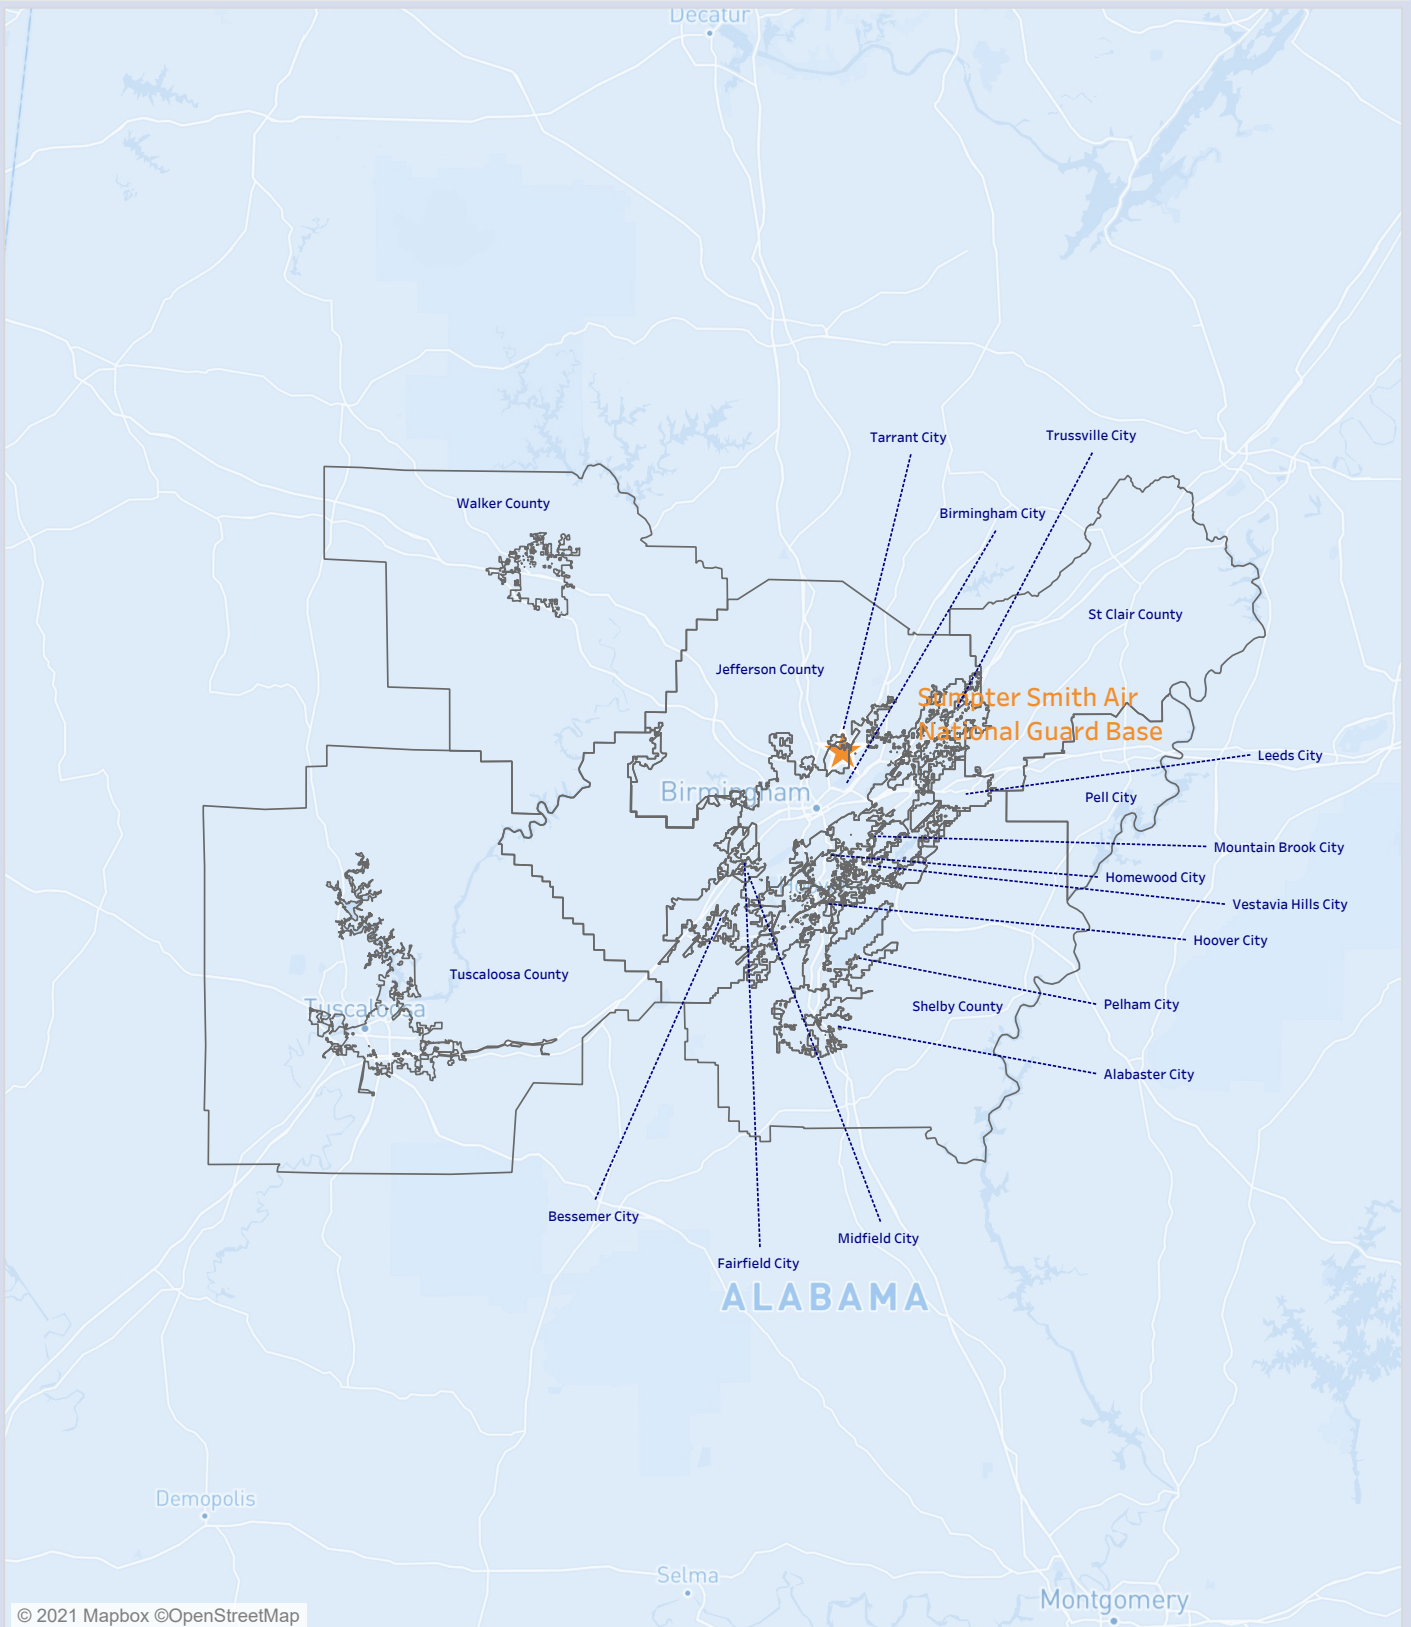 Decatur
Tarrant City
Trussville City
Walker County
Birmingham City
St Clair County
Jefferson County
Sumpter Smith Air
National Guard Base
Leeds City
Birmingham
Pell City
Mountain Brook City
Homewood City
Vestavia Hills City
Hoover City
Tuscaloosa County
Tuscaloosa
Shelby County
Pelham City
Alabaster City
Bessemer City
Midfield City
Fairfield City
ALABAMA
Demopolis
Selma
Montgomery
© 2021 Mapbox ©OpenStreetMap